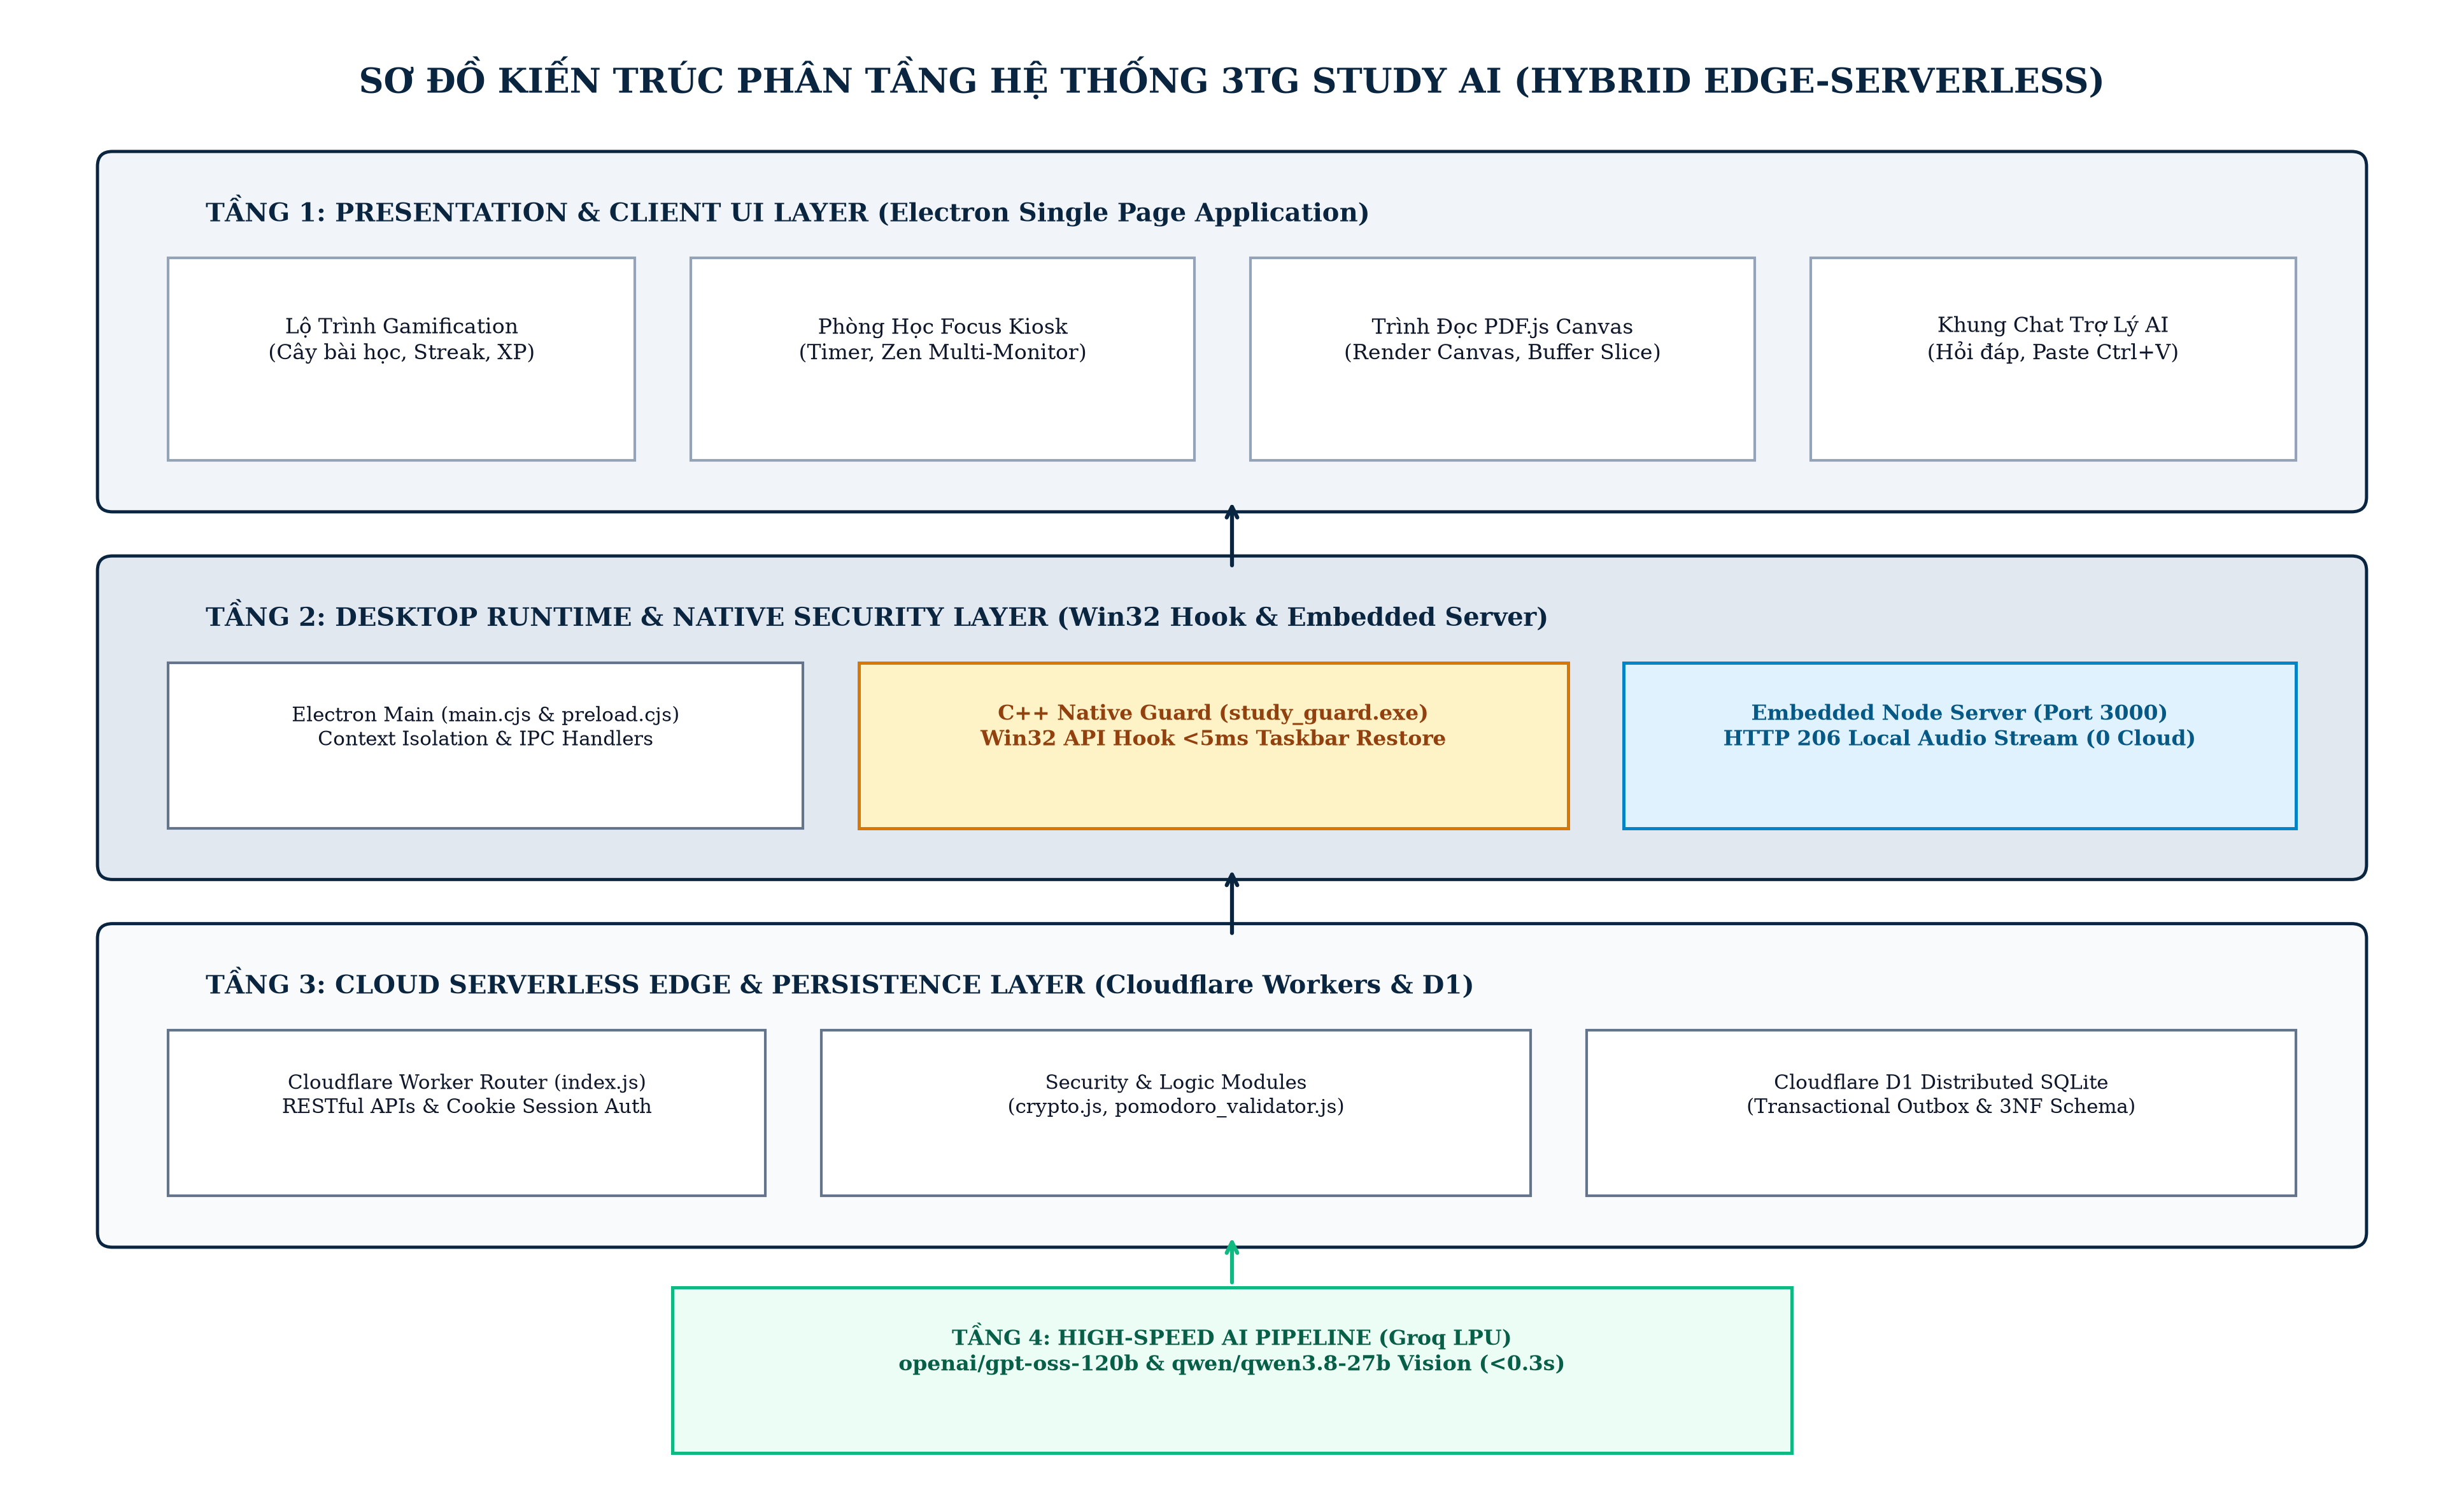 SƠ ĐỒ KIẾN TRÚC PHÂN TẦNG HỆ THỐNG 3TG STUDY AI (HYBRID EDGE-SERVERLESS)
TẦNG 1: PRESENTATION & CLIENT UI LAYER (Electron Single Page Application)
Lộ Trình Gamification
(Cây bài học, Streak, XP)
Phòng Học Focus Kiosk
(Timer, Zen Multi-Monitor)
Trình Đọc PDF.js Canvas
(Render Canvas, Buffer Slice)
Khung Chat Trợ Lý AI
(Hỏi đáp, Paste Ctrl+V)
TẦNG 2: DESKTOP RUNTIME & NATIVE SECURITY LAYER (Win32 Hook & Embedded Server)
Electron Main (main.cjs & preload.cjs)
Context Isolation & IPC Handlers
C++ Native Guard (study_guard.exe)
Win32 API Hook <5ms Taskbar Restore
Embedded Node Server (Port 3000)
HTTP 206 Local Audio Stream (0 Cloud)
TẦNG 3: CLOUD SERVERLESS EDGE & PERSISTENCE LAYER (Cloudflare Workers & D1)
Cloudflare Worker Router (index.js)
RESTful APIs & Cookie Session Auth
Security & Logic Modules
(crypto.js, pomodoro_validator.js)
Cloudflare D1 Distributed SQLite
(Transactional Outbox & 3NF Schema)
TẦNG 4: HIGH-SPEED AI PIPELINE (Groq LPU)
openai/gpt-oss-120b & qwen/qwen3.8-27b Vision (<0.3s)